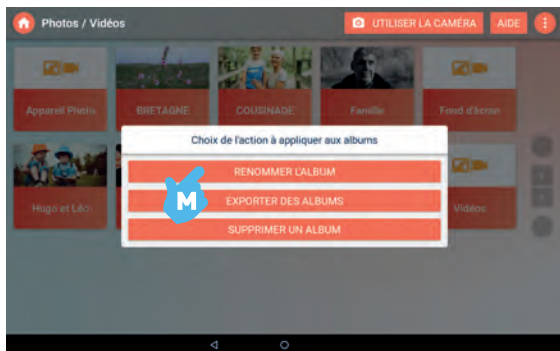 Photos / Vidéos
UTILISER LA CAMÉRA
AIDE
Appareil Photo
BRETAGNE
COUSINADE
Famille
Fond d'écran
Choix de l'action à appliquer aux albums
RENOMMER L'ALBUM
EXPORTER DES ALBUMS
SUPPRIMER UN ALBUM
M
Hugo et Léo
Vidéos